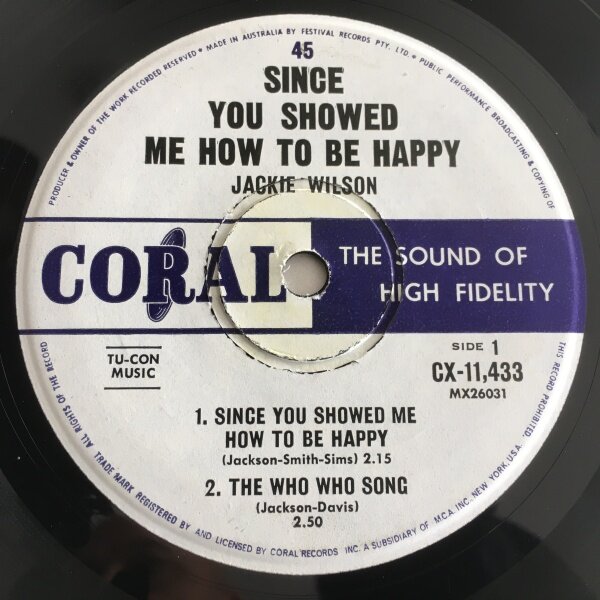 PRODUCER & OWNER OF THE WORK RECORDED RESERVED • MADE IN AUSTRALIA BY FESTIVAL RECORDS PTY. LTD. • PUBLIC PERFORMANCE BROADCASTING & COPYING OF
45
SINCE
YOU SHOWED
ME HOW TO BE HAPPY
JACKIE WILSON
CORAL
THE SOUND OF
HIGH FIDELITY
TU-CON
MUSIC
SIDE 1
CX-11,433
MX26031
1. SINCE YOU SHOWED ME
HOW TO BE HAPPY
(Jackson-Smith-Sims) 2.15
2. THE WHO WHO SONG
(Jackson-Davis)
2.50
ALL RIGHTS OF THE RECORD
TRADE MARK REGISTERED BY AND LICENSED BY CORAL RECORDS INC. A SUBSIDIARY OF M.C.A. INC. NEW YORK. U.S.A.
THIS RECORD PROHIBITED.